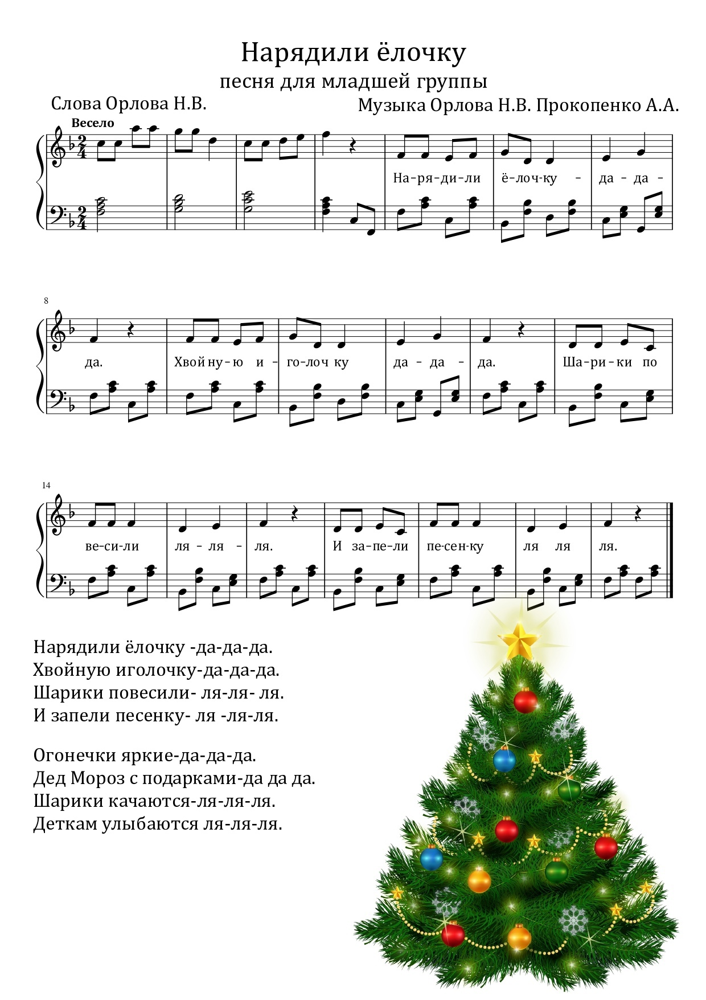 Нарядили ёлочку
песня для младшей группы
Слова Орлова Н.В.
Музыка Орлова Н.В. Прокопенко А.А.
Весело
2 4
2 4
На-ря-ди-ли ё-лоч-ку - да - да -
8
да. Хвой ну-ю и - го-лоч ку да - да - да. Ша-ри-ки по
14
ве-си-ли ля - ля - ля. И за-пе-ли пе-сен-ку ля ля ля.
Нарядили ёлочку -да-да-да.
Хвойную иголочку-да-да-да.
Шарики повесили- ля-ля- ля.
И запели песенку- ля -ля-ля.
Огонечки яркие-да-да-да.
Дед Мороз с подарками-да да да.
Шарики качаются-ля-ля-ля.
Деткам улыбаются ля-ля-ля.